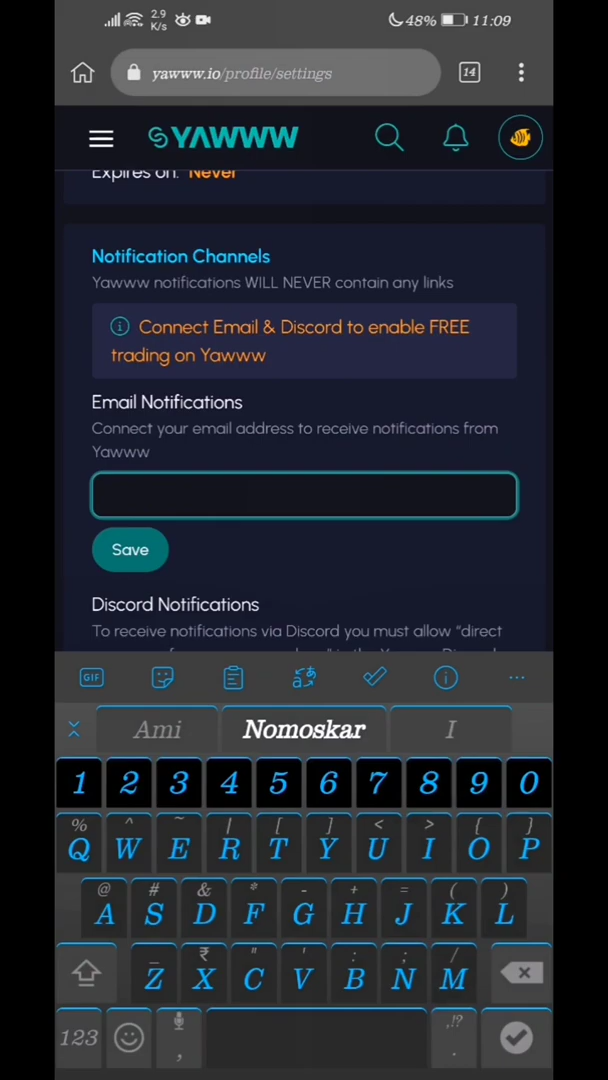 2.9
K/s
48%
11:09
yawww.io/profile/settings
14
YAWWW
Expires on: Never
Notification Channels
Yawww notifications WILL NEVER contain any links
Connect Email & Discord to enable FREE
trading on Yawww
Email Notifications
Connect your email address to receive notifications from
Yawww
Save
Discord Notifications
To receive notifications via Discord you must allow “direct
GIF
Ami Nomoskar I
1 2 3 4 5 6 7 8 9 0
% ^ ~ | [ ] < > { }
Q W E R T Y U I O P
@ # & * - + = ( )
A S D F G H J K L
_ ₹ " ' : ; /
Z X C V B N M
,!?
123 , .